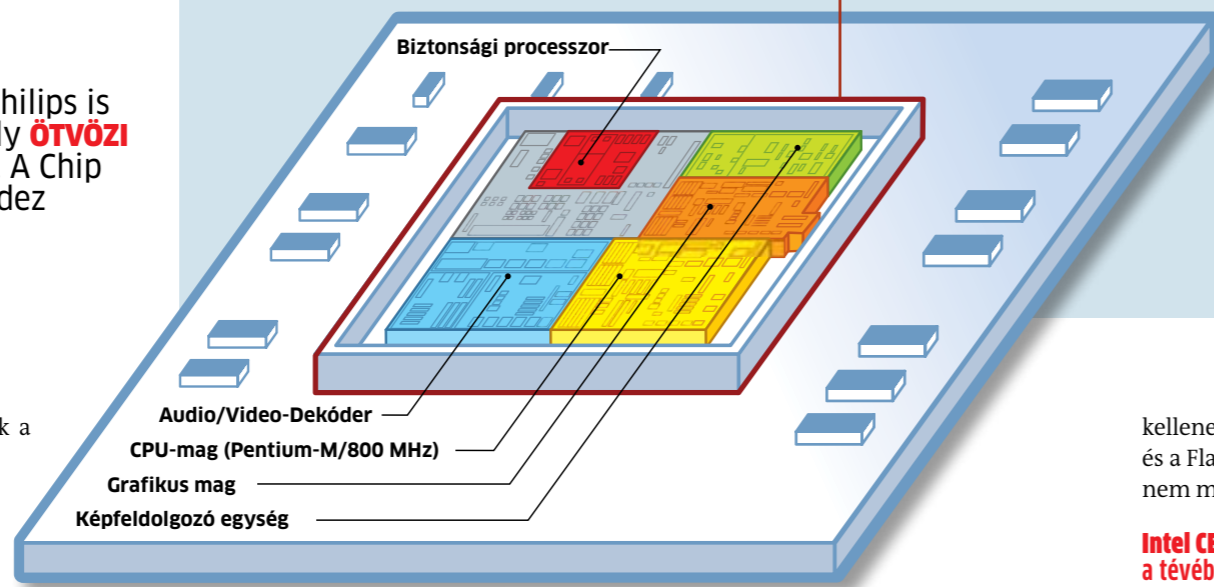 hilips is
ly ÖTVÖZI
A Chip
dez
k a
Biztonsági processzor
Audio/Video-Dekóder
CPU-mag (Pentium-M/800 MHz)
Grafikus mag
Képfeldolgozó egység
kellene
és a Fla
nem m
Intel CE
a tévéb